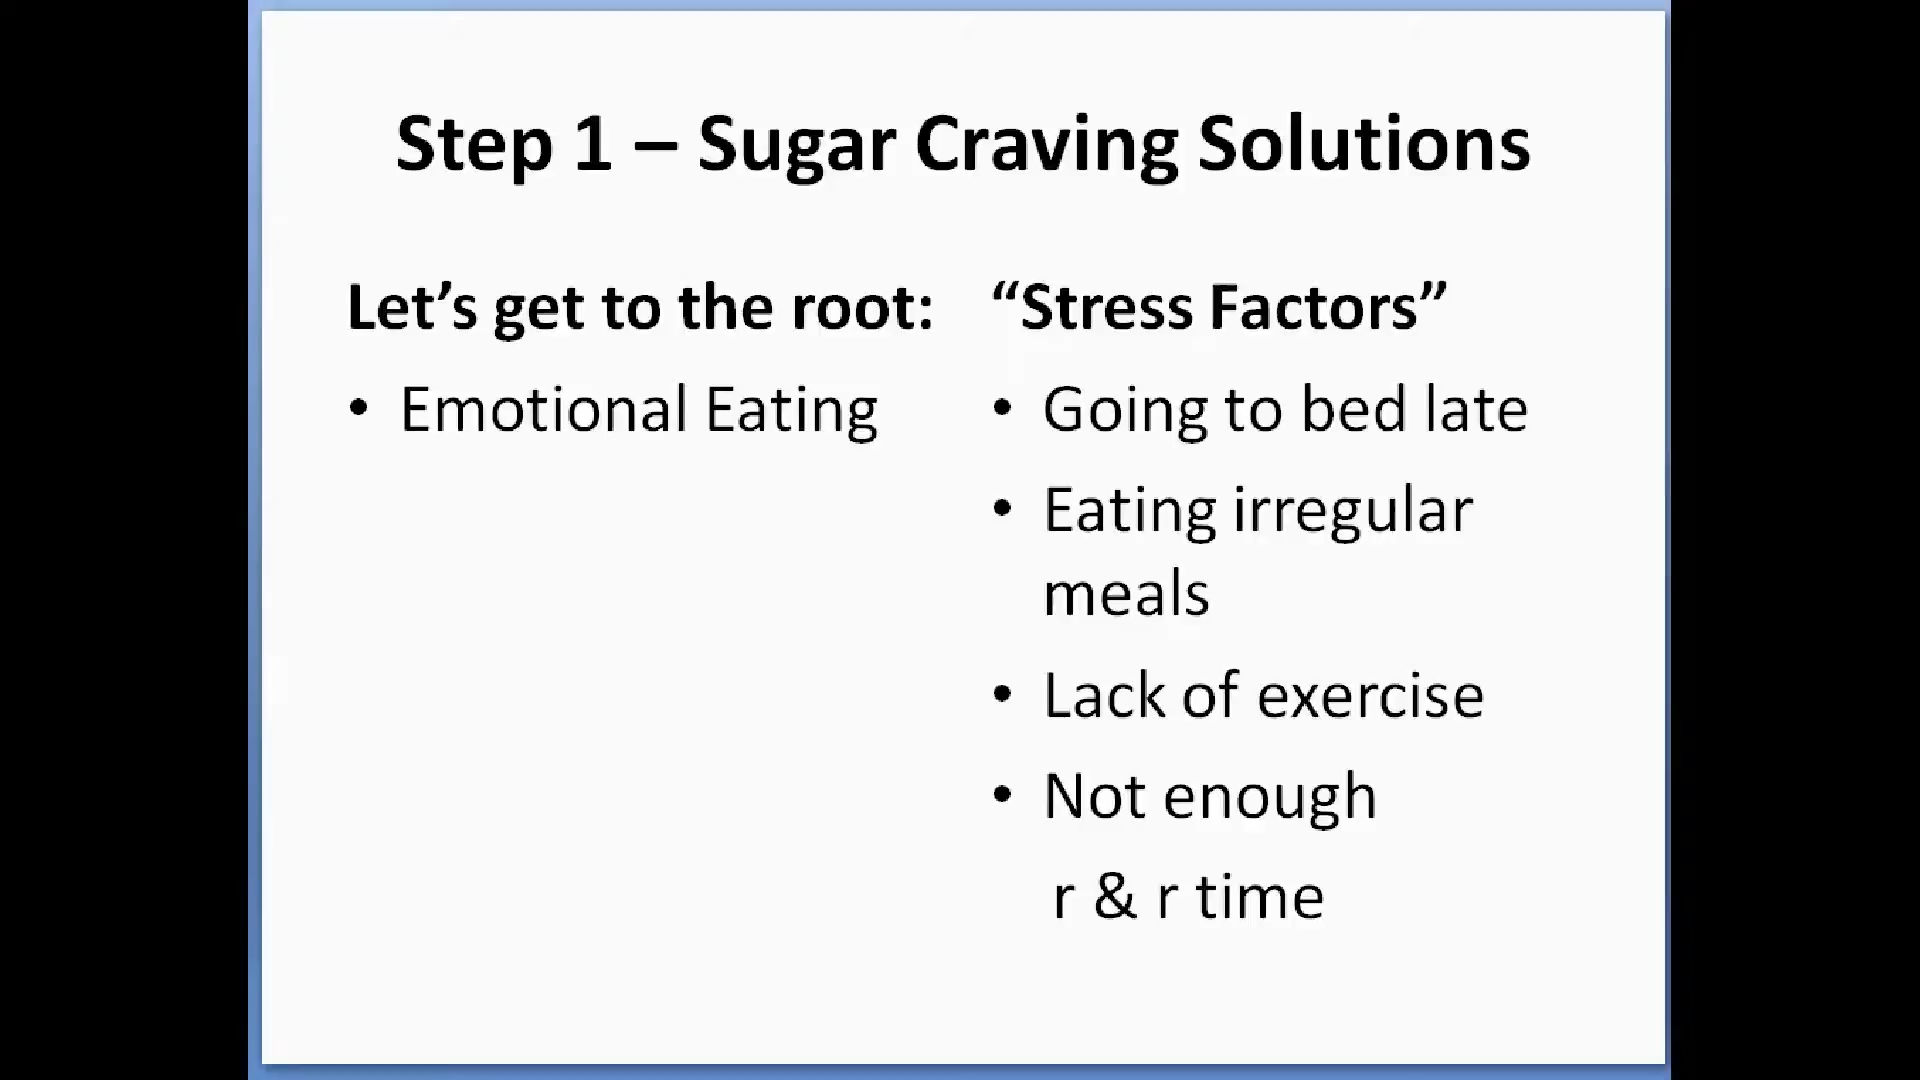 Step 1 – Sugar Craving Solutions
Let’s get to the root:
• Emotional Eating
“Stress Factors”
• Going to bed late
• Eating irregular
meals
• Lack of exercise
• Not enough
r & r time